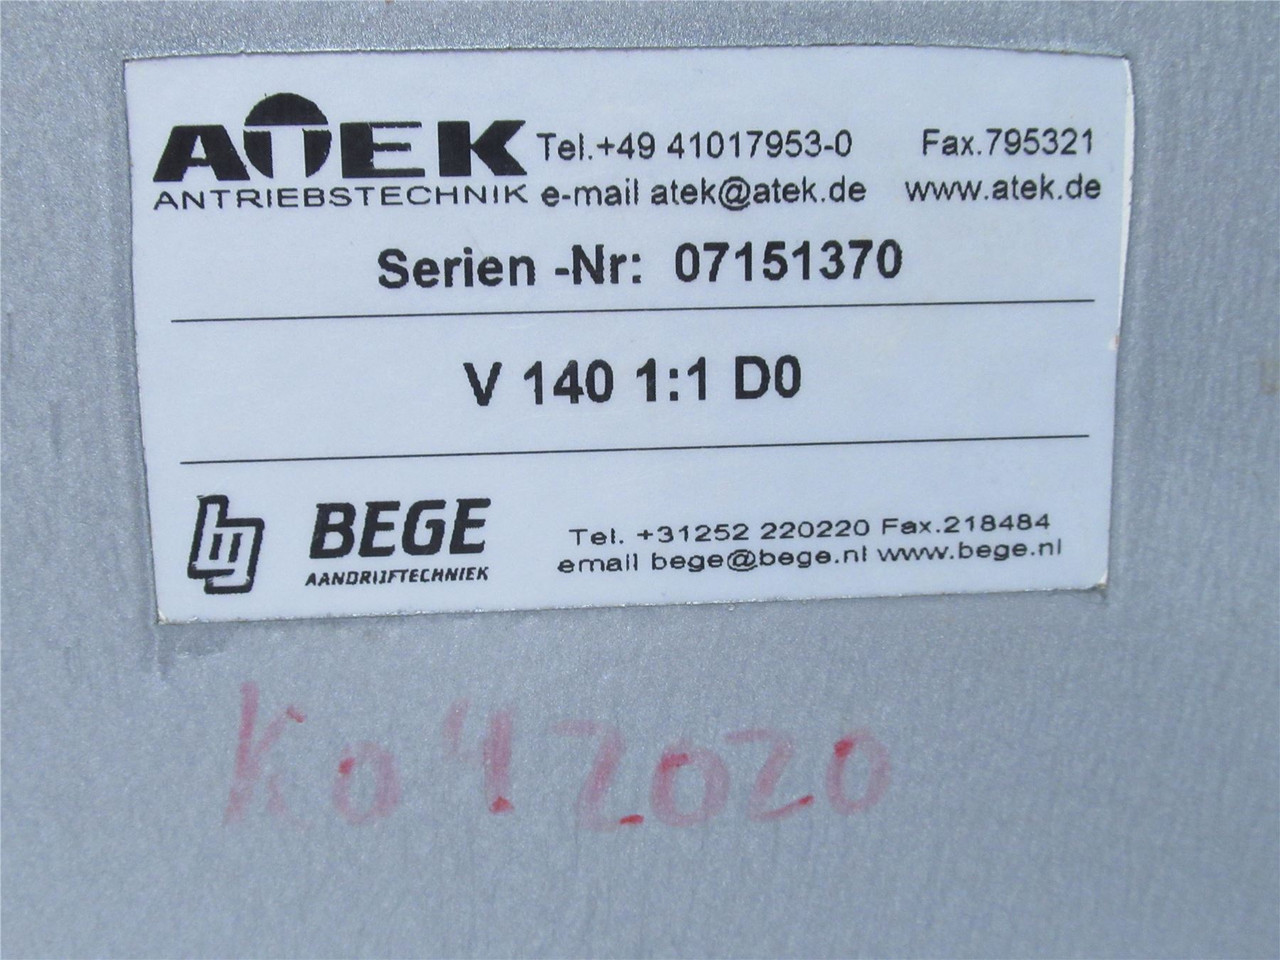 ATEK Tel.+49 41017953-0 Fax.795321
ANTRIEBSTECHNIK e-mail atek@atek.de www.atek.de
Serien -Nr: 07151370
V 140 1:1 D0
BEGE Tel. +31252 220220 Fax.218484
AANDRIJFTECHNIEK email bege@bege.nl www.bege.nl
K042020